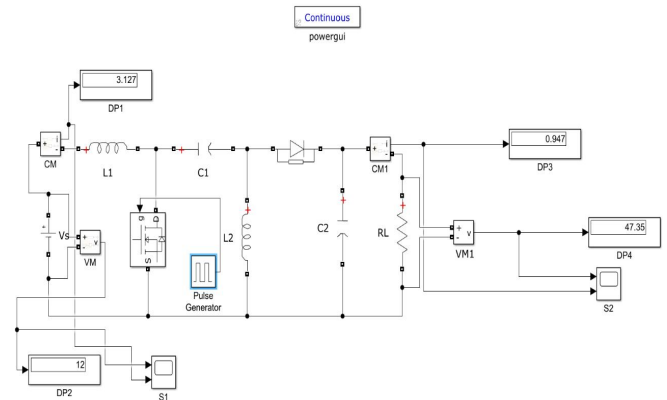 Continuous
powergui
3.127
DP1
i
+
-
CM
L1
C1
+
i
-
CM1
0.947
DP3
Vs
+
-
v
VM
g
D
S
L2
C2
RL
+
-
v
VM1
47.35
DP4
Pulse
Generator
S2
12
DP2
S1